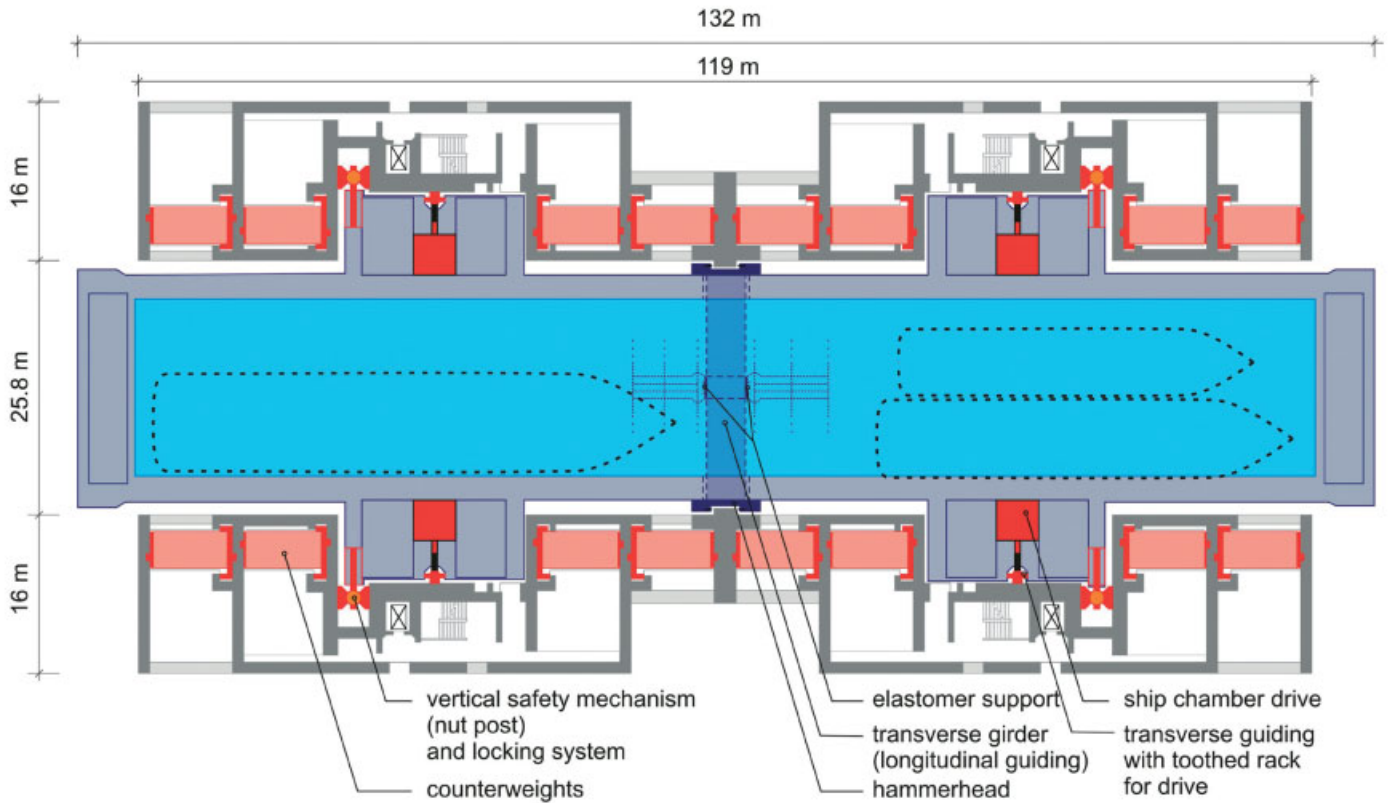 132 m
119 m
16 m
25.8 m
16 m
vertical safety mechanism
(nut post)
and locking system
counterweights
elastomer support
transverse girder
(longitudinal guiding)
hammerhead
ship chamber drive
transverse guiding
with toothed rack
for drive